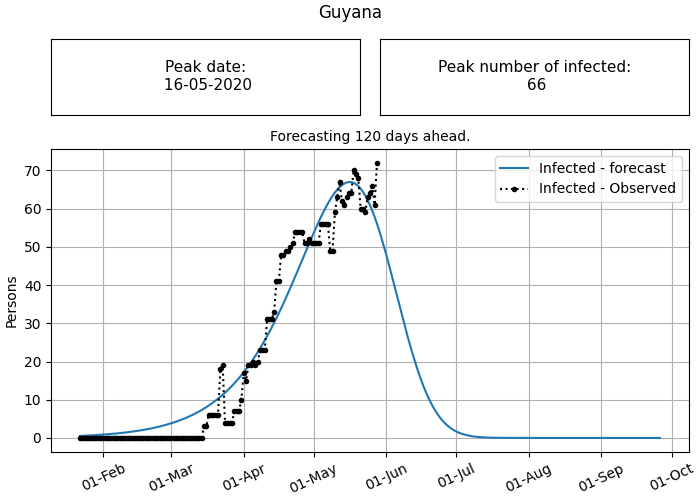 Guyana
Peak date:
16-05-2020
Peak number of infected:
66
Forecasting 120 days ahead.
Infected - forecast
Infected - Observed
Persons
70
60
50
40
30
20
10
0
01-Feb
01-Mar
01-Apr
01-May
01-Jun
01-Jul
01-Aug
01-Sep
01-Oct